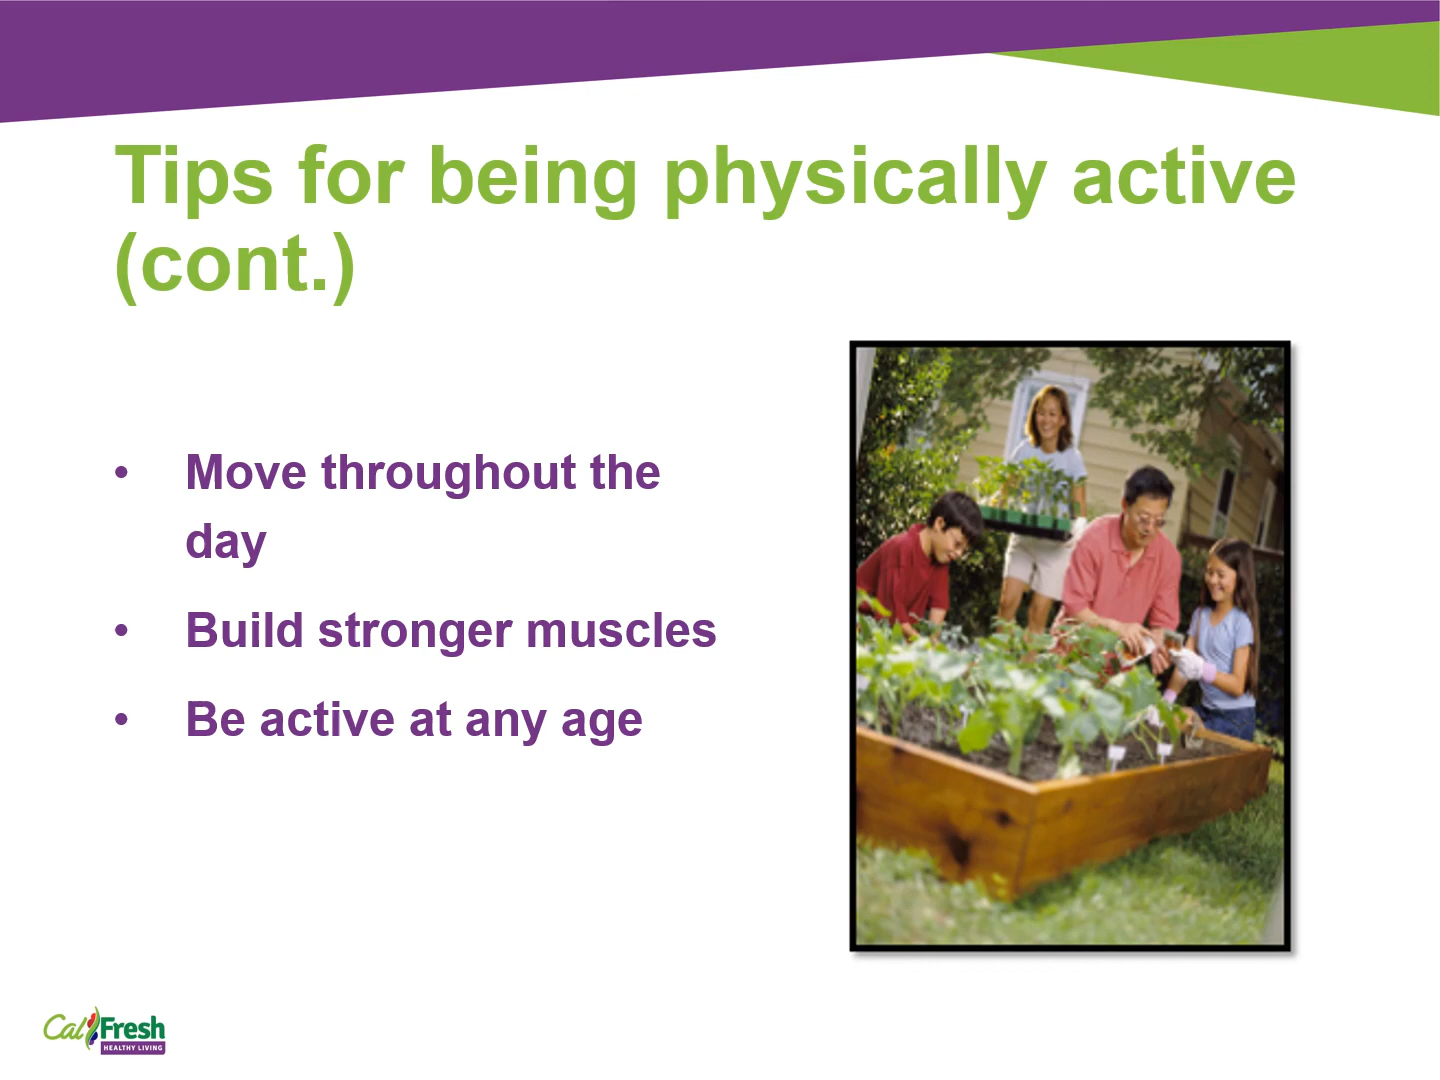 Tips for being physically active
(cont.)
• Move throughout the
day
• Build stronger muscles
• Be active at any age
CalFresh
HEALTHY LIVING